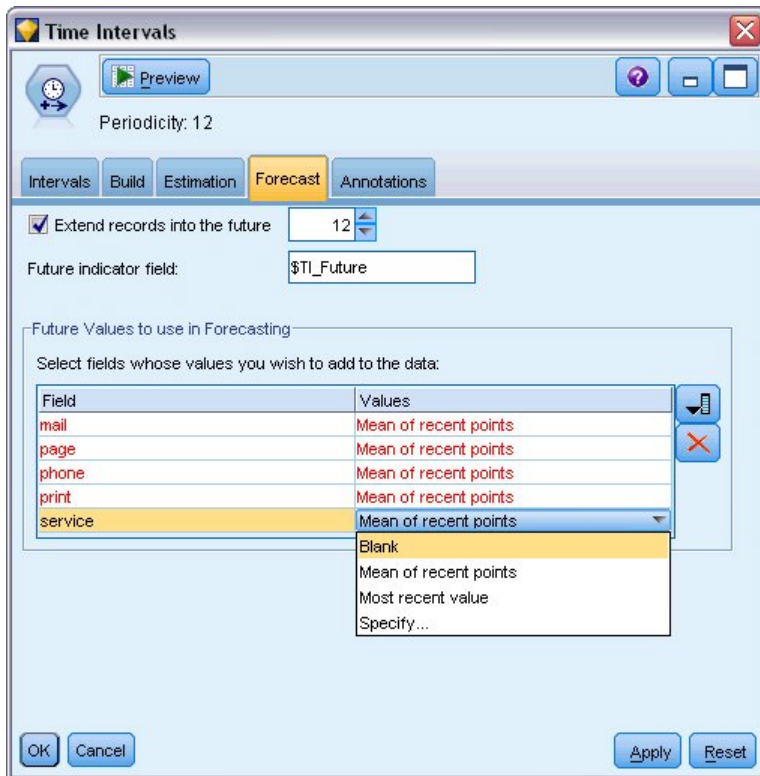 Time Intervals
Preview
Periodicity: 12
Intervals Build Estimation Forecast Annotations
Extend records into the future 12
Future indicator field: $TI_Future
Future Values to use in Forecasting
Select fields whose values you wish to add to the data:
Field Values
mail Mean of recent points
page Mean of recent points
phone Mean of recent points
print Mean of recent points
service Mean of recent points
Blank
Mean of recent points
Most recent value
Specify...
OK Cancel Apply Reset